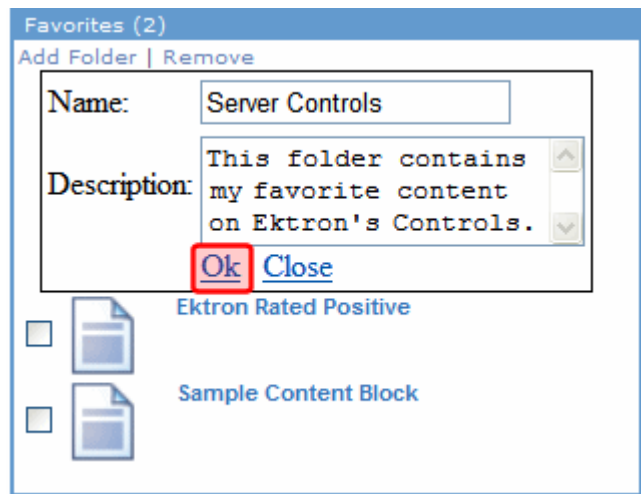 Favorites (2)
Add Folder | Remove
Name: Server Controls
Description: This folder contains
my favorite content
on Ektron's Controls.
Ok Close
Ektron Rated Positive
Sample Content Block